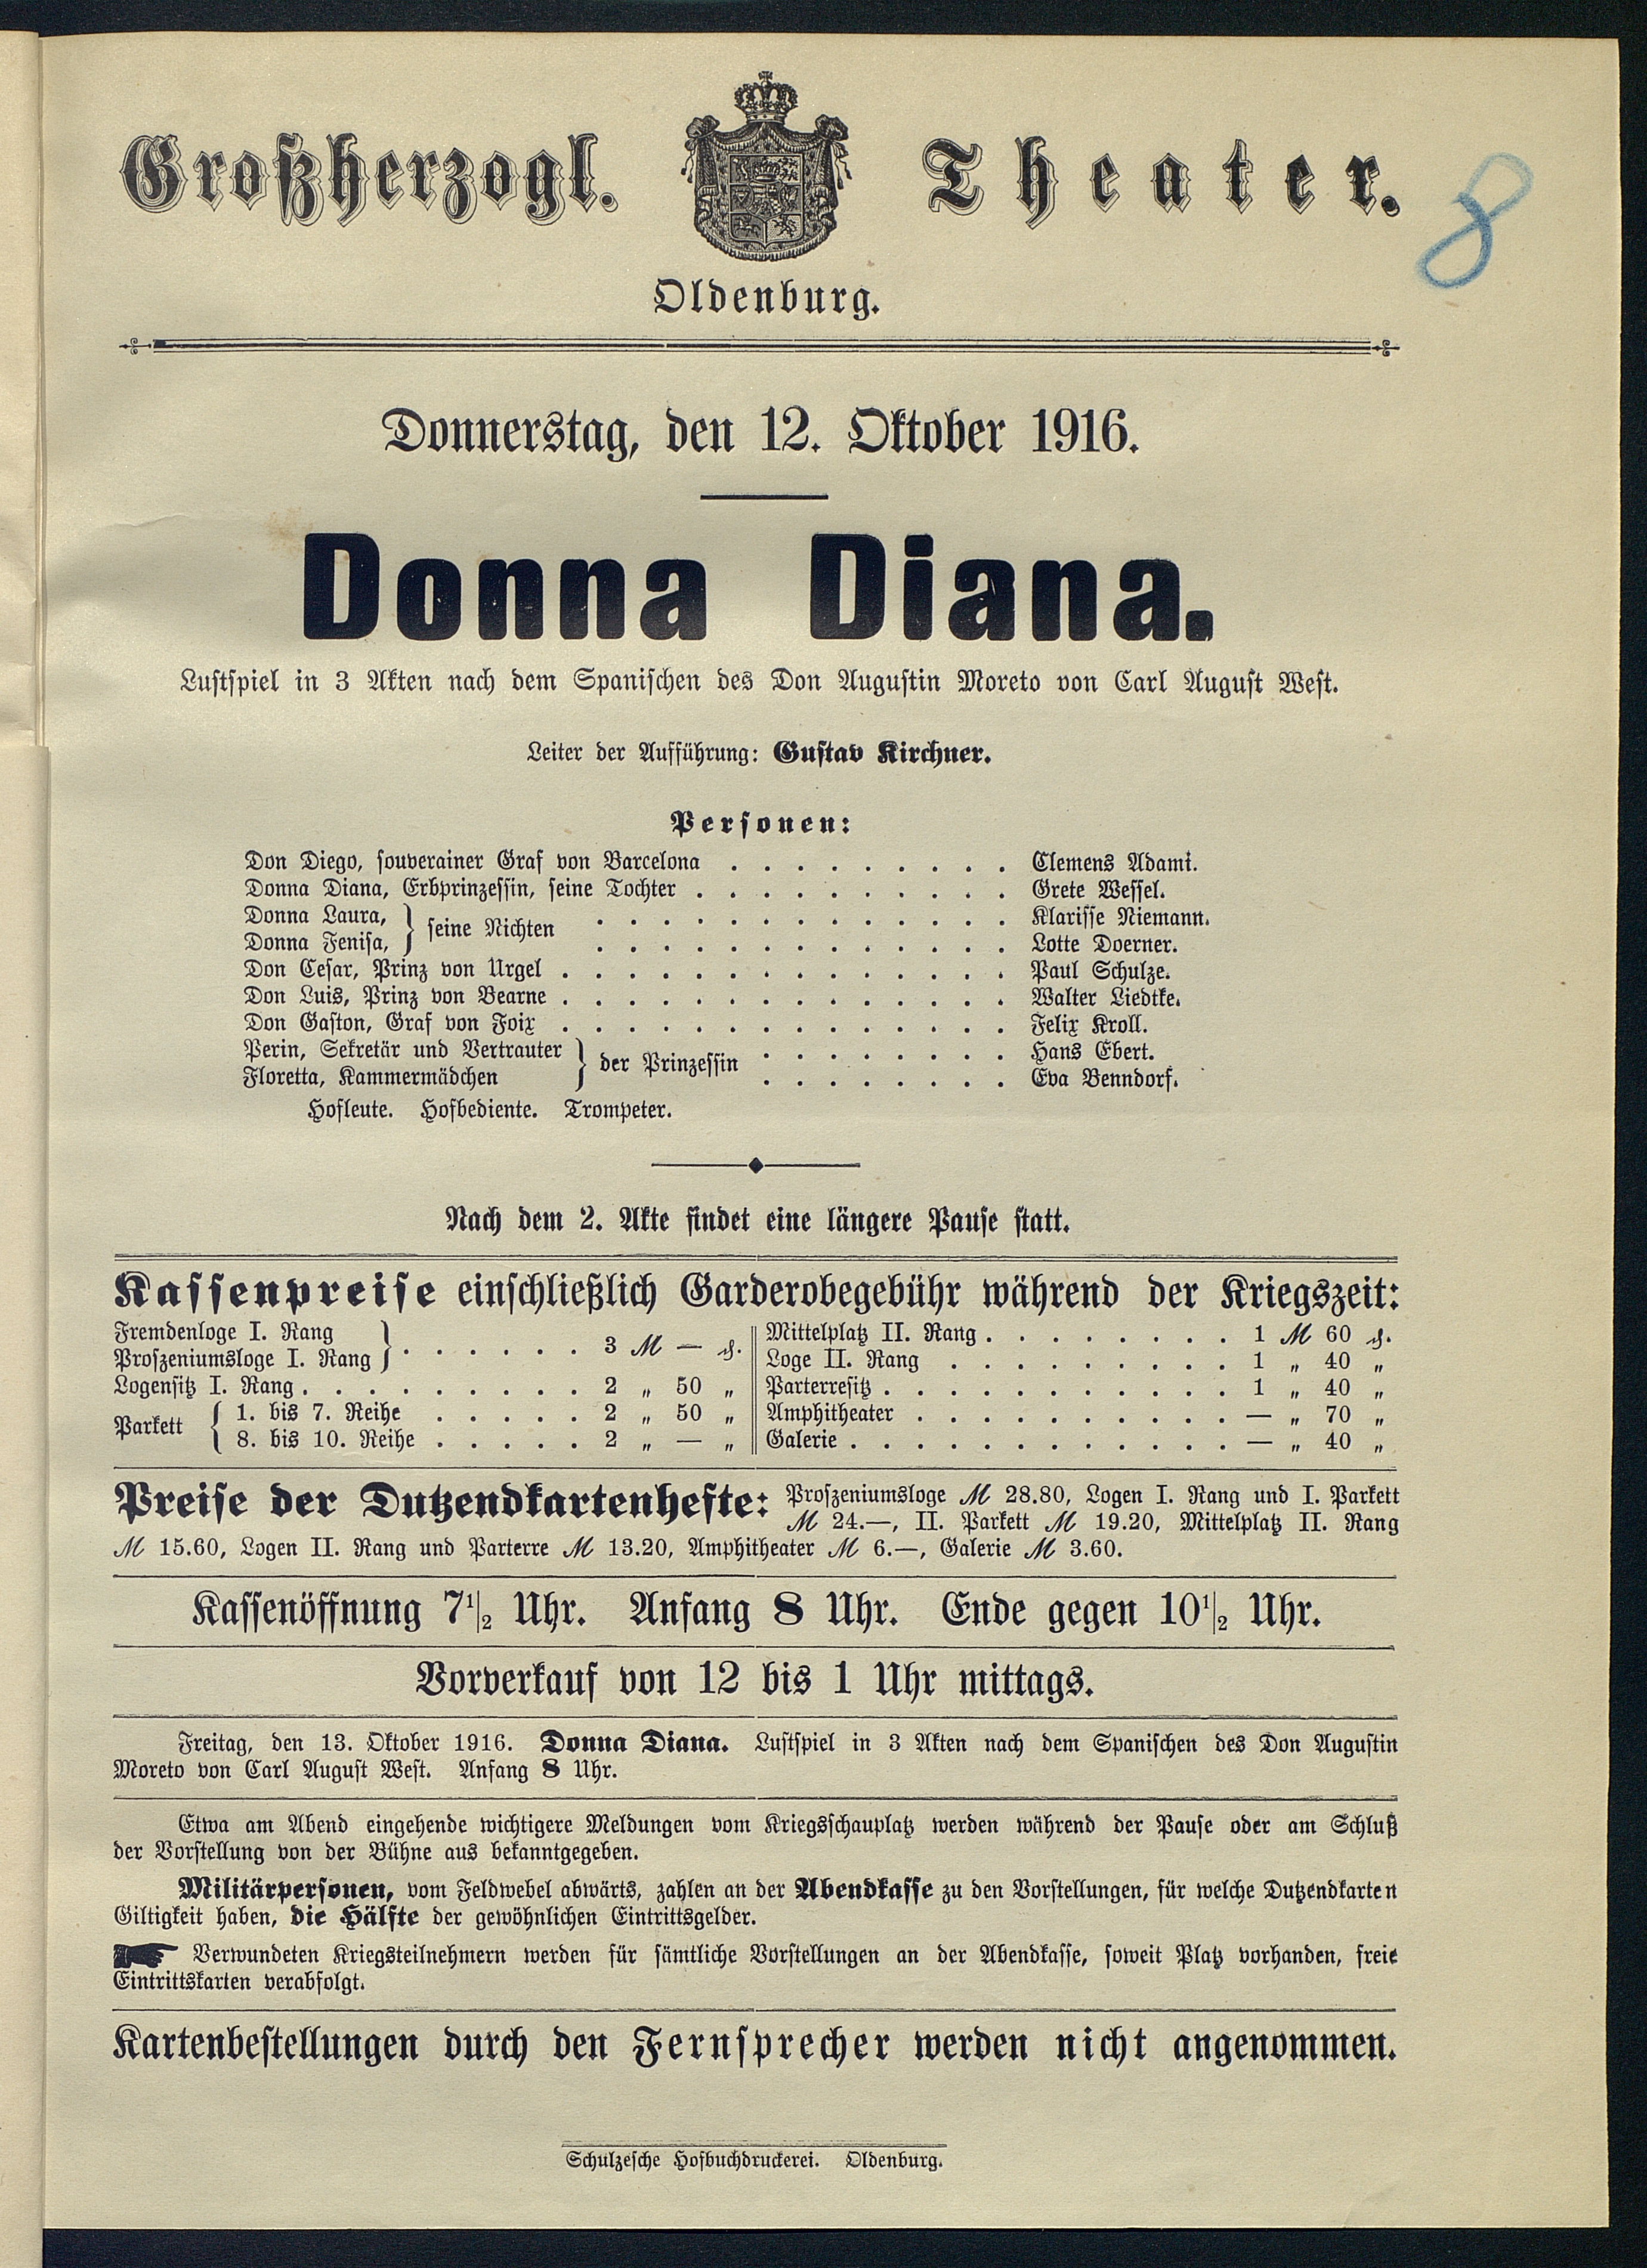 Großherzogl. Theater.
8
Oldenburg.
Donnerstag, den 12. Oktober 1916.
Donna Diana.
Lustspiel in 3 Akten nach dem Spanischen des Don Augustin Moreto von Carl August West.
Leiter der Aufführung: Gustav Kirchner.
Personen:
Don Diego, souverainer Graf von Barcelona . . . . . . . . . Clemens Adami.
Donna Diana, Erbprinzessin, seine Tochter . . . . . . . . . . Grete Wessel.
Donna Laura, } seine Nichten . . . . . . . . . . . . . Klarisse Niemann.
Donna Fenisa, } . . . . . . . . . . . . . Lotte Doerner.
Don Cesar, Prinz von Urgel . . . . . . . . . . . . . . Paul Schulze.
Don Luis, Prinz von Bearne . . . . . . . . . . . . . . Walter Liedtke.
Don Gaston, Graf von Foix . . . . . . . . . . . . . . Felix Kroll.
Perin, Sekretär und Vertrauter } der Prinzessin . . . . . . . . Hans Ebert.
Floretta, Kammermädchen } . . . . . . . . Eva Benndorf.
Hofleute. Hofbediente. Trompeter.
Nach dem 2. Akte findet eine längere Pause statt.
Kassenpreise einschließlich Garderobegebühr während der Kriegszeit:
Fremdenloge I. Rang }
Proszeniumsloge I. Rang } . . . . . . 3 ℳ — ₰.
Logensitz I. Rang . . . . . . . . . 2 „ 50 „
Parkett { 1. bis 7. Reihe . . . . . 2 „ 50 „
8. bis 10. Reihe . . . . . 2 „ — „
Mittelplatz II. Rang . . . . . . . . 1 ℳ 60 ₰.
Loge II. Rang . . . . . . . . . 1 „ 40 „
Parterresitz . . . . . . . . . . . 1 „ 40 „
Amphitheater . . . . . . . . . . — „ 70 „
Galerie . . . . . . . . . . . . — „ 40 „
Preise der Dutzendkartenhefte: Proszeniumsloge ℳ 28.80, Logen I. Rang und I. Parkett
ℳ 24.—, II. Parkett ℳ 19.20, Mittelplatz II. Rang
ℳ 15.60, Logen II. Rang und Parterre ℳ 13.20, Amphitheater ℳ 6.—, Galerie ℳ 3.60.
Kassenöffnung 7½ Uhr. Anfang 8 Uhr. Ende gegen 10½ Uhr.
Vorverkauf von 12 bis 1 Uhr mittags.
Freitag, den 13. Oktober 1916. Donna Diana. Lustspiel in 3 Akten nach dem Spanischen des Don Augustin
Moreto von Carl August West. Anfang 8 Uhr.
Etwa am Abend eingehende wichtigere Meldungen vom Kriegsschauplatz werden während der Pause oder am Schluß
der Vorstellung von der Bühne aus bekanntgegeben.
Militärpersonen, vom Feldwebel abwärts, zahlen an der Abendkasse zu den Vorstellungen, für welche Dutzendkarten
Giltigkeit haben, die Hälfte der gewöhnlichen Eintrittsgelder.
Verwundeten Kriegsteilnehmern werden für sämtliche Vorstellungen an der Abendkasse, soweit Platz vorhanden, freie
Eintrittskarten verabfolgt.
Kartenbestellungen durch den Fernsprecher werden nicht angenommen.
Schulzesche Hofbuchdruckerei. Oldenburg.